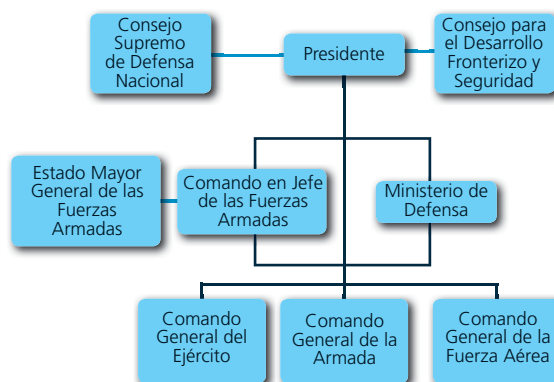 Consejo
Supremo
de Defensa
Nacional
Presidente
Consejo para
el Desarrollo
Fronterizo y
Seguridad
Estado Mayor
General de las
Fuerzas
Armadas
Comando en Jefe
de las Fuerzas
Armadas
Ministerio de
Defensa
Comando
General del
Ejército
Comando
General de la
Armada
Comando
General de la
Fuerza Aérea